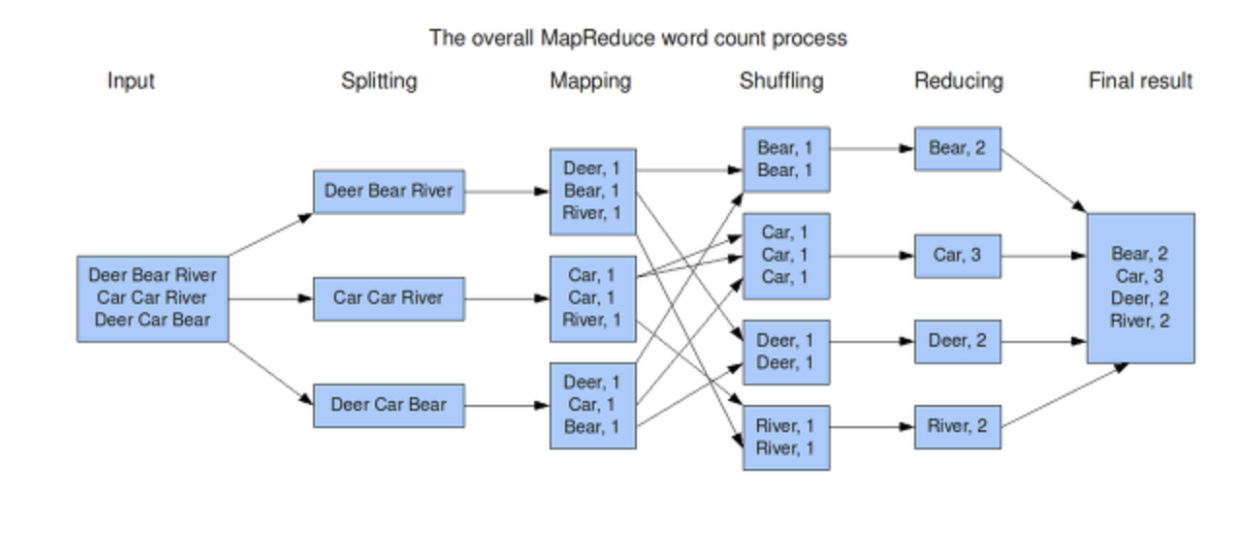 The overall MapReduce word count process
Input
Splitting
Mapping
Shuffling
Reducing
Final result
Deer Bear River
Car Car River
Deer Car Bear
Deer Bear River
Car Car River
Deer Car Bear
Deer, 1
Bear, 1
River, 1
Car, 1
Car, 1
River, 1
Deer, 1
Car, 1
Bear, 1
Bear, 1
Bear, 1
Car, 1
Car, 1
Car, 1
Deer, 1
Deer, 1
River, 1
River, 1
Bear, 2
Car, 3
Deer, 2
River, 2
Bear, 2
Car, 3
Deer, 2
River, 2